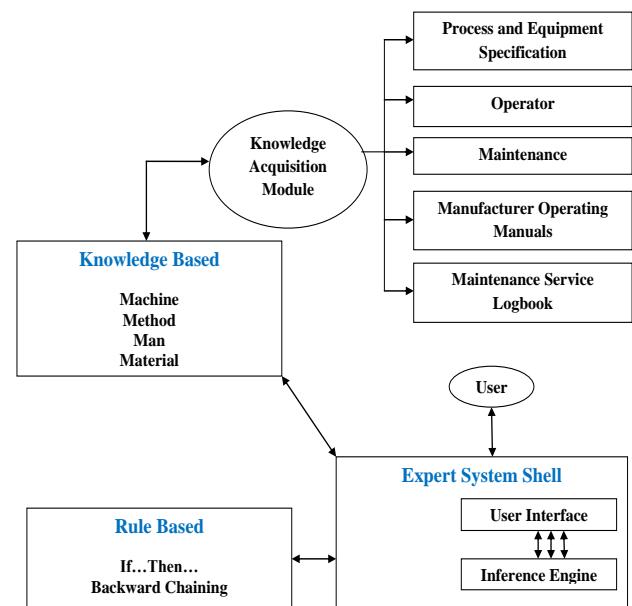 Process and Equipment
Specification
Operator
Knowledge
Acquisition
Module
Maintenance
Manufacturer Operating
Manuals
Maintenance Service
Logbook
Knowledge Based
Machine
Method
Man
Material
User
Expert System Shell
User Interface
Inference Engine
Rule Based
If…Then…
Backward Chaining